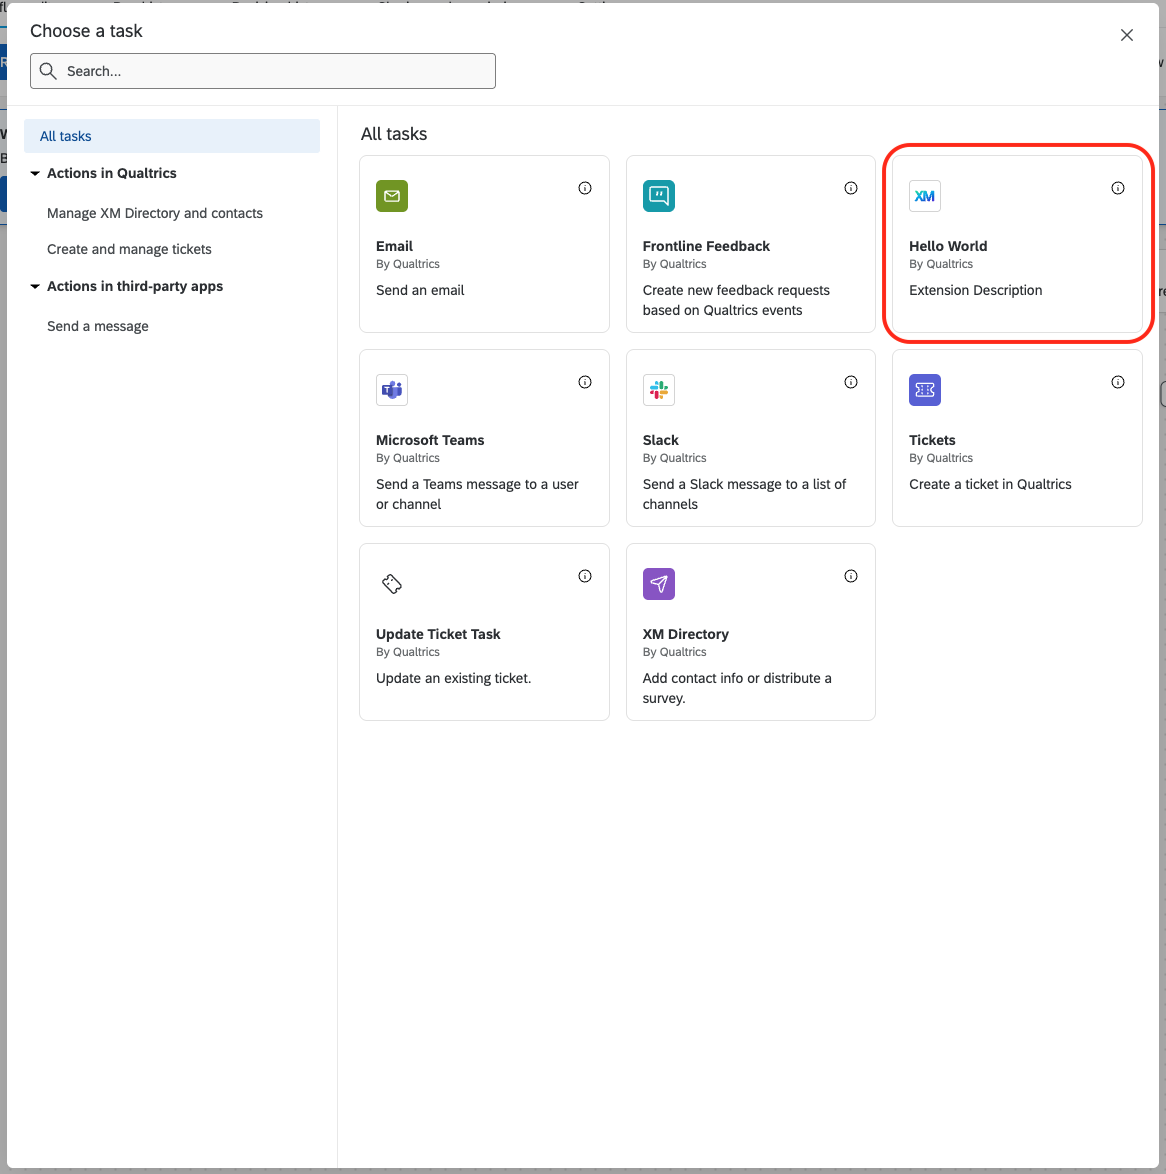 Choose a task
Search...
All tasks
Actions in Qualtrics
Manage XM Directory and contacts
Create and manage tickets
Actions in third-party apps
Send a message
All tasks
Email
By Qualtrics
Send an email
Frontline Feedback
By Qualtrics
Create new feedback requests
based on Qualtrics events
XM
Hello World
By Qualtrics
Extension Description
Microsoft Teams
By Qualtrics
Send a Teams message to a user
or channel
Slack
By Qualtrics
Send a Slack message to a list of
channels
Tickets
By Qualtrics
Create a ticket in Qualtrics
Update Ticket Task
By Qualtrics
Update an existing ticket.
XM Directory
By Qualtrics
Add contact info or distribute a
survey.